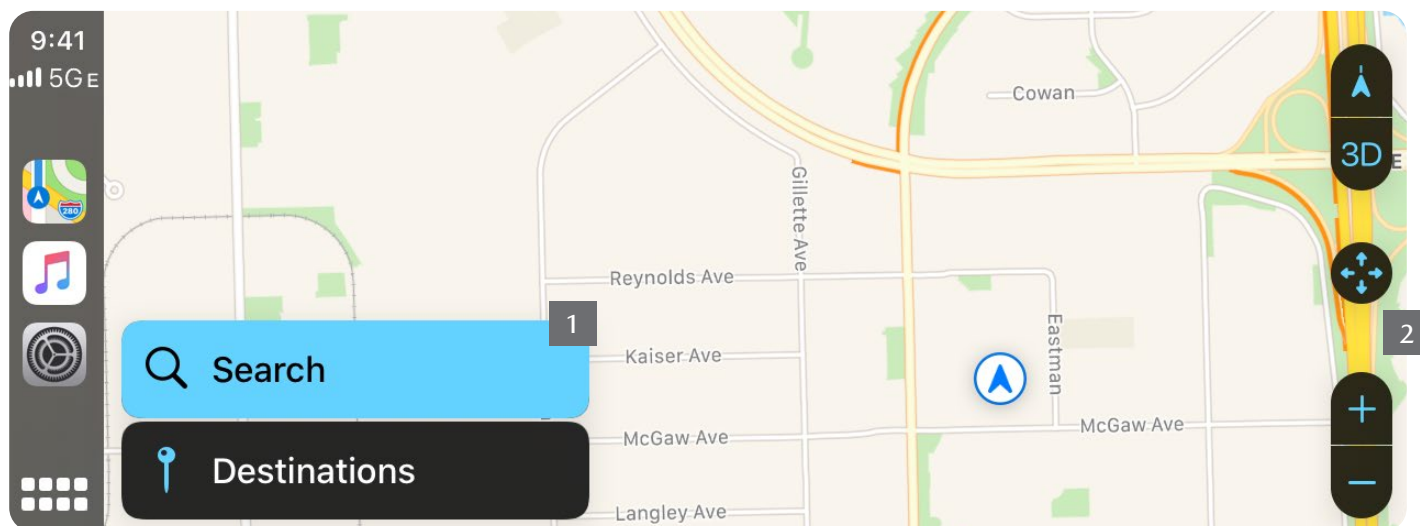 9:41
5GE
280
Cowan
3D
E
Gillette Ave
Reynolds Ave
1
Eastman
2
Kaiser Ave
Search
McGaw Ave
McGaw Ave
Destinations
Langley Ave